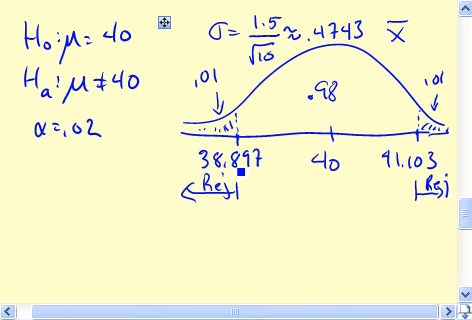 H₀: μ = 40
Hₐ: μ ≠ 40
α = .02
σ = 1.5/√10 ≈ .4743 x̄
.01 .98 .01
38.897 40 41.103
Rej Rej